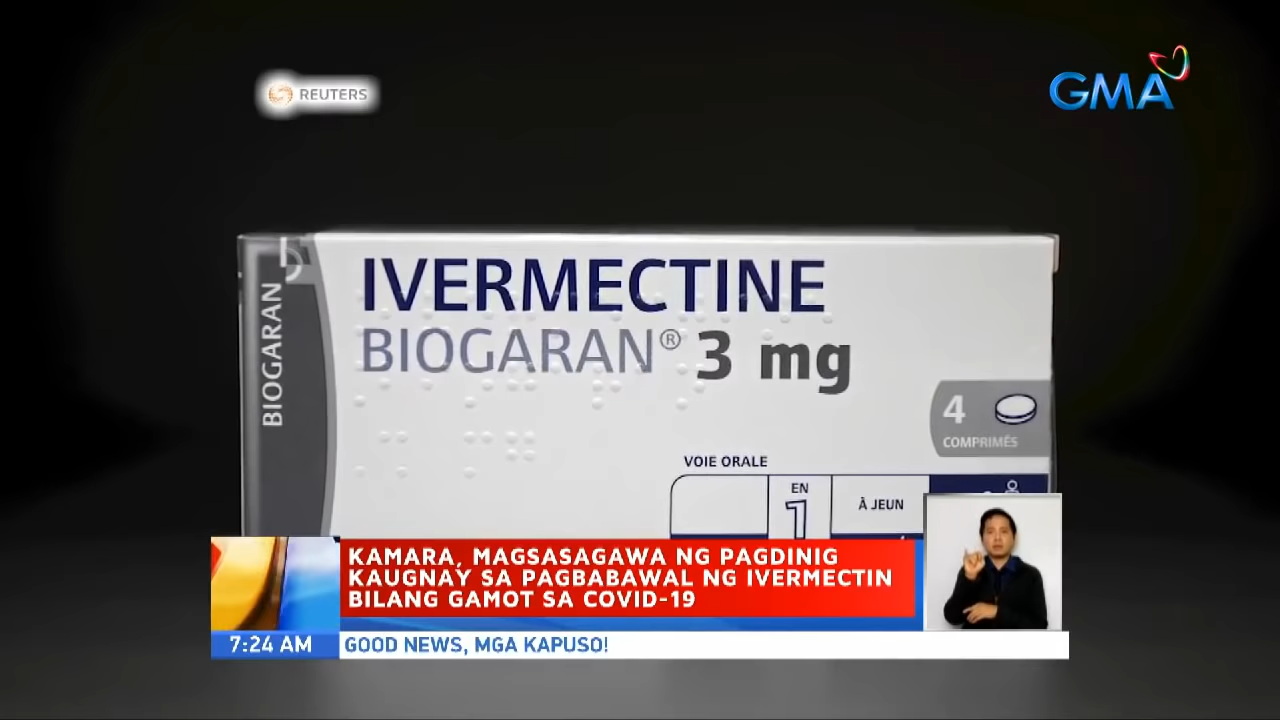 REUTERS
GMA
BIOGARAN
IVERMECTINE
BIOGARAN® 3 mg
4
COMPRIMÉS
VOIE ORALE
EN
1
À JEUN
KAMARA, MAGSASAGAWA NG PAGDINIG
KAUGNAY SA PAGBABAWAL NG IVERMECTIN
BILANG GAMOT SA COVID-19
7:24 AM
GOOD NEWS, MGA KAPUSO!